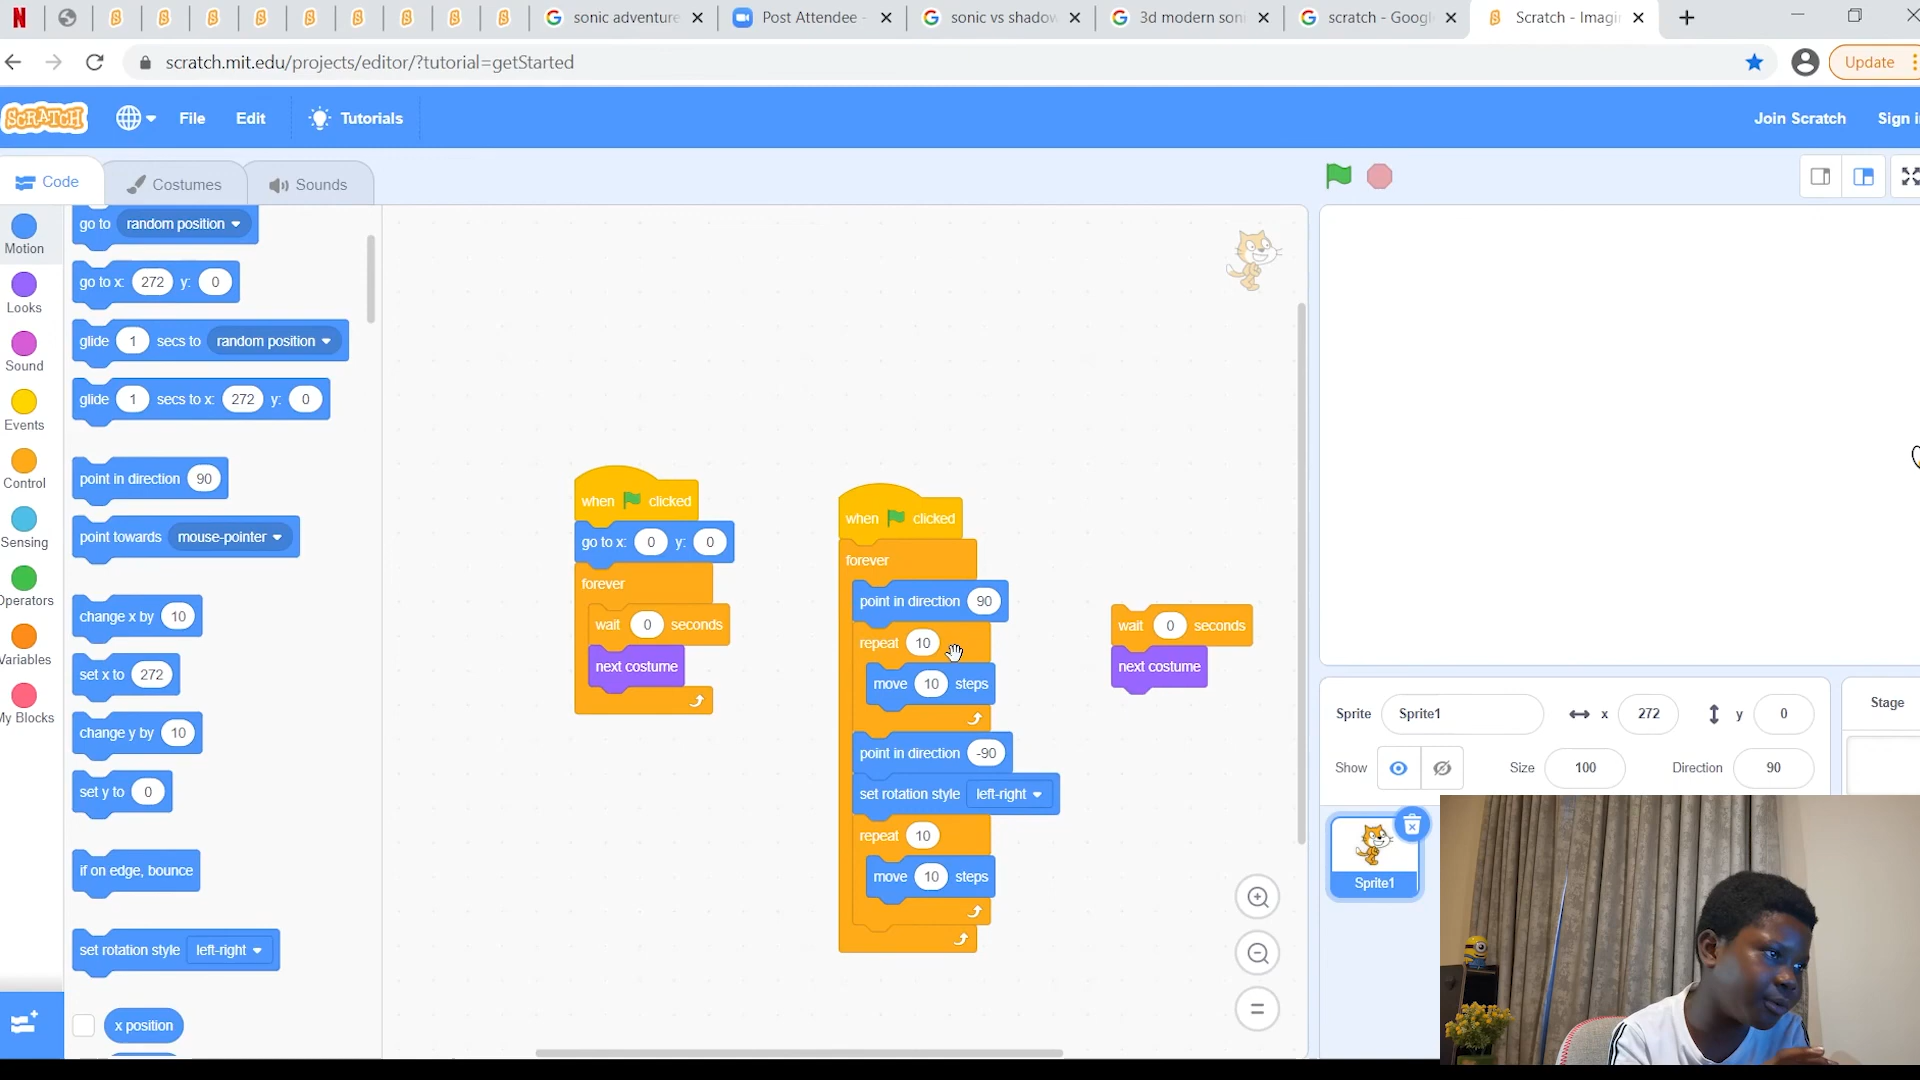 sonic adventure
Post Attendee -
sonic vs shadow
3d modern soni
scratch - Google
Scratch - Imagin
scratch.mit.edu/projects/editor/?tutorial=getStarted
Update
SCRATCH
File
Edit
Tutorials
Join Scratch
Sign i
Code
Costumes
Sounds
Motion
Looks
Sound
Events
Control
Sensing
Operators
Variables
My Blocks
go to random position
go to x: 272 y: 0
glide 1 secs to random position
glide 1 secs to x: 272 y: 0
point in direction 90
point towards mouse-pointer
change x by 10
set x to 272
change y by 10
set y to 0
if on edge, bounce
set rotation style left-right
x position
when clicked
go to x: 0 y: 0
forever
wait 0 seconds
next costume
when clicked
forever
point in direction 90
repeat 10
move 10 steps
point in direction -90
set rotation style left-right
repeat 10
move 10 steps
wait 0 seconds
next costume
Sprite Sprite1 x 272 y 0
Show Size 100 Direction 90
Sprite1
Stage